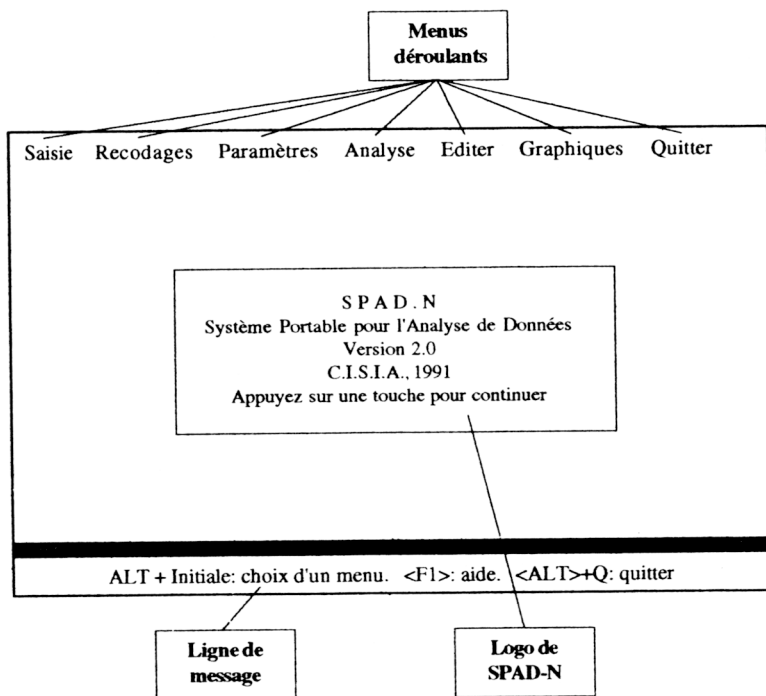 Menus
déroulants
Saisie Recodages Paramètres Analyse Editer Graphiques Quitter
S P A D . N
Système Portable pour l'Analyse de Données
Version 2.0
C.I.S.I.A., 1991
Appuyez sur une touche pour continuer
ALT + Initiale: choix d'un menu. <F1>: aide. <ALT>+Q: quitter
Ligne de
message
Logo de
SPAD-N